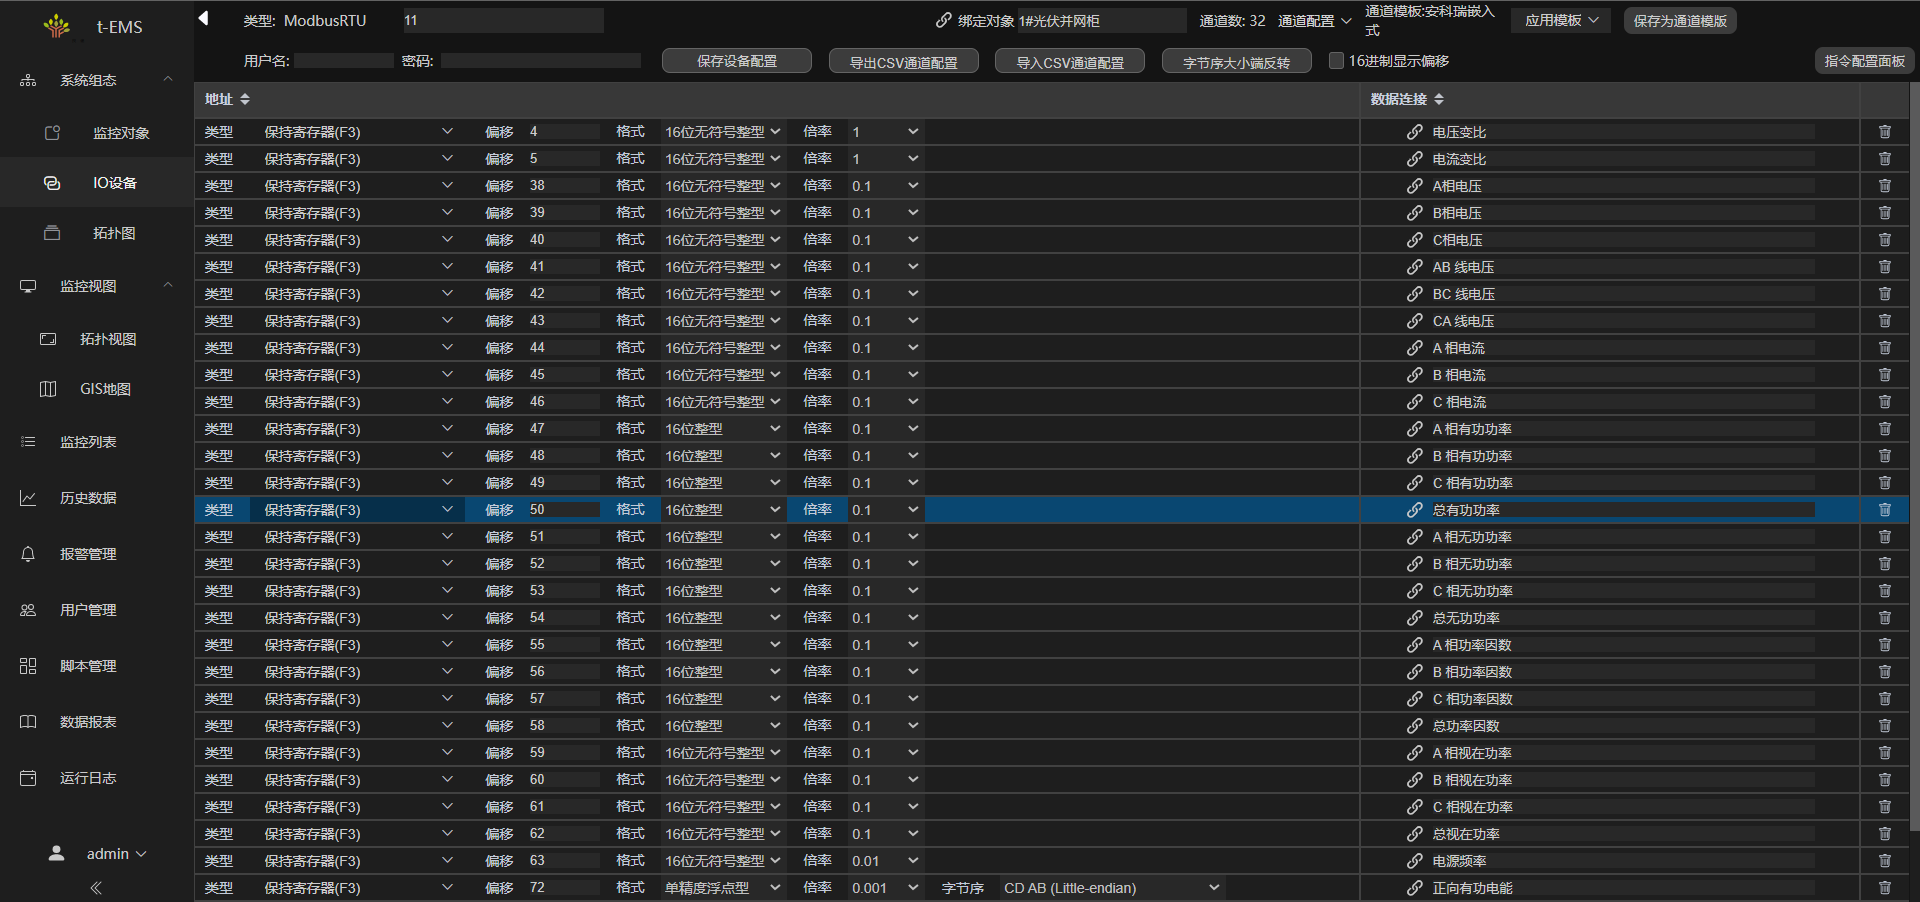 t-EMS
系统组态
监控对象
IO设备
拓扑图
监控视图
拓扑视图
GIS地图
监控列表
历史数据
报警管理
用户管理
脚本管理
数据报表
运行日志
admin
类型: ModbusRTU 11 绑定对象 1#光伏并网柜 通道数: 32 通道配置 通道模板:安科瑞嵌入式 应用模板 保存为通道模版
用户名: 密码: 保存设备配置 导出CSV通道配置 导入CSV通道配置 字节序大小端反转 16进制显示偏移 指令配置面板
地址 数据连接
类型 保持寄存器(F3) 偏移 4 格式 16位无符号整型 倍率 1 电压变比
类型 保持寄存器(F3) 偏移 5 格式 16位无符号整型 倍率 1 电流变比
类型 保持寄存器(F3) 偏移 38 格式 16位无符号整型 倍率 0.1 A相电压
类型 保持寄存器(F3) 偏移 39 格式 16位无符号整型 倍率 0.1 B相电压
类型 保持寄存器(F3) 偏移 40 格式 16位无符号整型 倍率 0.1 C相电压
类型 保持寄存器(F3) 偏移 41 格式 16位无符号整型 倍率 0.1 AB 线电压
类型 保持寄存器(F3) 偏移 42 格式 16位无符号整型 倍率 0.1 BC 线电压
类型 保持寄存器(F3) 偏移 43 格式 16位无符号整型 倍率 0.1 CA 线电压
类型 保持寄存器(F3) 偏移 44 格式 16位无符号整型 倍率 0.1 A 相电流
类型 保持寄存器(F3) 偏移 45 格式 16位无符号整型 倍率 0.1 B 相电流
类型 保持寄存器(F3) 偏移 46 格式 16位无符号整型 倍率 0.1 C 相电流
类型 保持寄存器(F3) 偏移 47 格式 16位整型 倍率 0.1 A 相有功功率
类型 保持寄存器(F3) 偏移 48 格式 16位整型 倍率 0.1 B 相有功功率
类型 保持寄存器(F3) 偏移 49 格式 16位整型 倍率 0.1 C 相有功功率
类型 保持寄存器(F3) 偏移 50 格式 16位整型 倍率 0.1 总有功功率
类型 保持寄存器(F3) 偏移 51 格式 16位整型 倍率 0.1 A 相无功功率
类型 保持寄存器(F3) 偏移 52 格式 16位整型 倍率 0.1 B 相无功功率
类型 保持寄存器(F3) 偏移 53 格式 16位整型 倍率 0.1 C 相无功功率
类型 保持寄存器(F3) 偏移 54 格式 16位整型 倍率 0.1 总无功功率
类型 保持寄存器(F3) 偏移 55 格式 16位整型 倍率 0.1 A 相功率因数
类型 保持寄存器(F3) 偏移 56 格式 16位整型 倍率 0.1 B 相功率因数
类型 保持寄存器(F3) 偏移 57 格式 16位整型 倍率 0.1 C 相功率因数
类型 保持寄存器(F3) 偏移 58 格式 16位整型 倍率 0.1 总功率因数
类型 保持寄存器(F3) 偏移 59 格式 16位无符号整型 倍率 0.1 A 相视在功率
类型 保持寄存器(F3) 偏移 60 格式 16位无符号整型 倍率 0.1 B 相视在功率
类型 保持寄存器(F3) 偏移 61 格式 16位无符号整型 倍率 0.1 C 相视在功率
类型 保持寄存器(F3) 偏移 62 格式 16位无符号整型 倍率 0.1 总视在功率
类型 保持寄存器(F3) 偏移 63 格式 16位无符号整型 倍率 0.01 电源频率
类型 保持寄存器(F3) 偏移 72 格式 单精度浮点型 倍率 0.001 字节序 CD AB (Little-endian) 正向有功电能